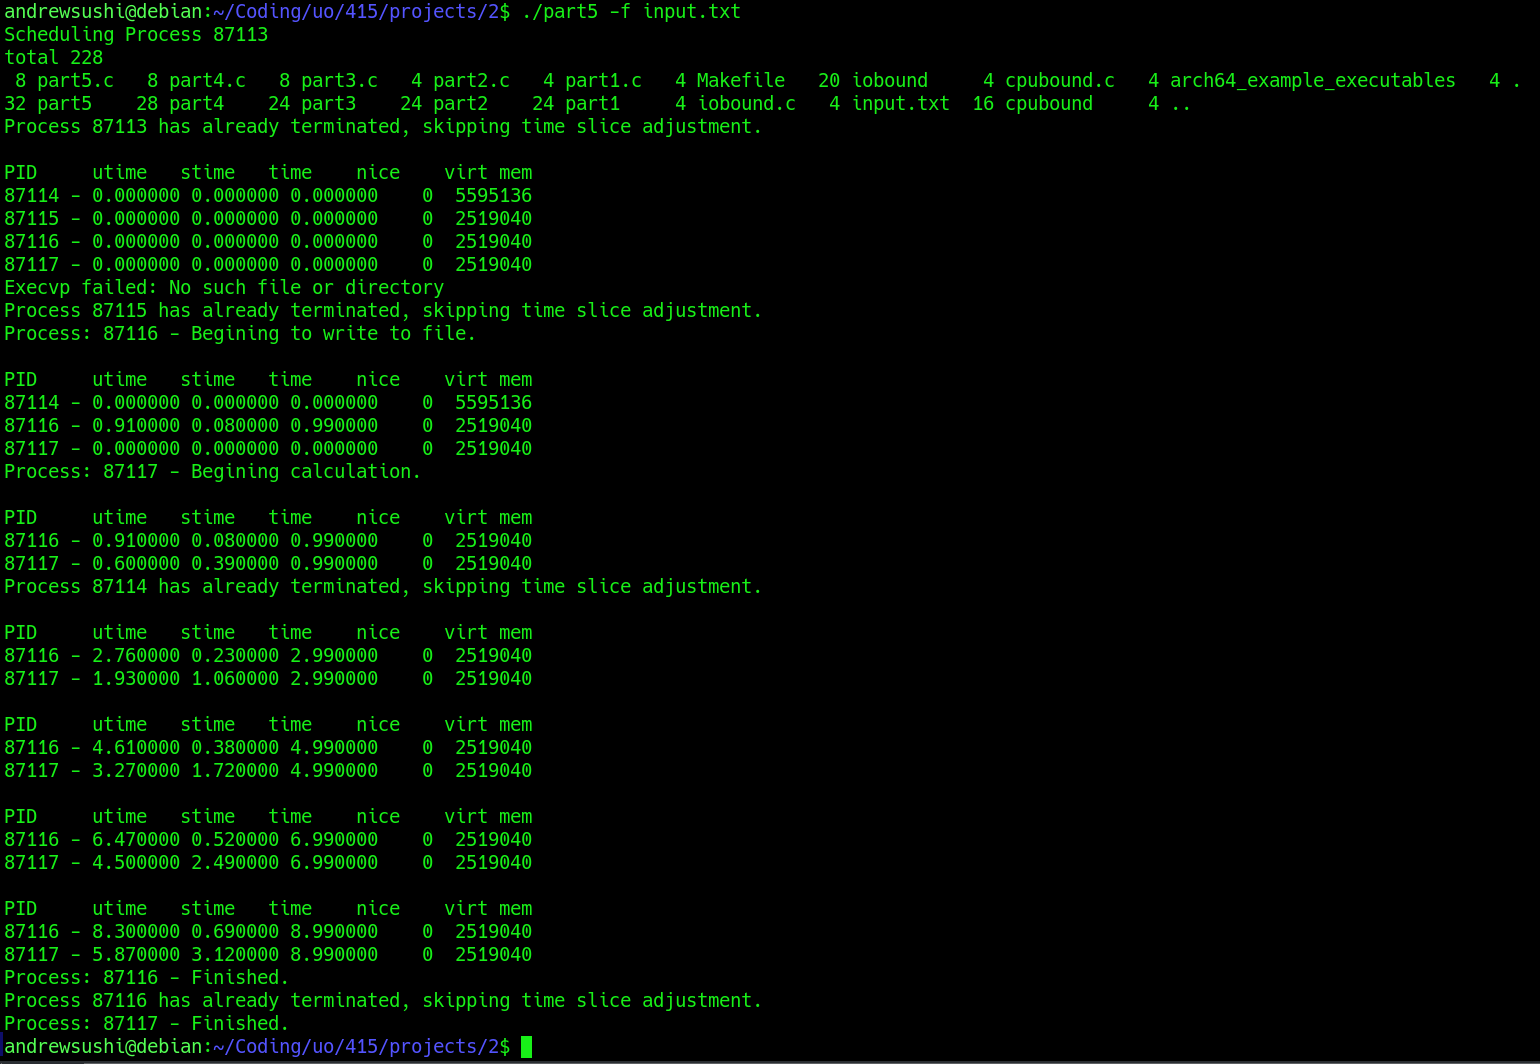 andrewsushi@debian:~/Coding/uo/415/projects/2$ ./part5 -f input.txt
Scheduling Process 87113
total 228
 8 part5.c   8 part4.c   8 part3.c   4 part2.c   4 part1.c   4 Makefile   20 iobound     4 cpubound.c   4 arch64_example_executables   4 .
32 part5    28 part4    24 part3    24 part2    24 part1     4 iobound.c   4 input.txt  16 cpubound     4 ..
Process 87113 has already terminated, skipping time slice adjustment.
PID     utime   stime   time    nice    virt mem
87114 - 0.000000 0.000000 0.000000    0  5595136
87115 - 0.000000 0.000000 0.000000    0  2519040
87116 - 0.000000 0.000000 0.000000    0  2519040
87117 - 0.000000 0.000000 0.000000    0  2519040
Execvp failed: No such file or directory
Process 87115 has already terminated, skipping time slice adjustment.
Process: 87116 - Begining to write to file.
PID     utime   stime   time    nice    virt mem
87114 - 0.000000 0.000000 0.000000    0  5595136
87116 - 0.910000 0.080000 0.990000    0  2519040
87117 - 0.000000 0.000000 0.000000    0  2519040
Process: 87117 - Begining calculation.
PID     utime   stime   time    nice    virt mem
87116 - 0.910000 0.080000 0.990000    0  2519040
87117 - 0.600000 0.390000 0.990000    0  2519040
Process 87114 has already terminated, skipping time slice adjustment.
PID     utime   stime   time    nice    virt mem
87116 - 2.760000 0.230000 2.990000    0  2519040
87117 - 1.930000 1.060000 2.990000    0  2519040
PID     utime   stime   time    nice    virt mem
87116 - 4.610000 0.380000 4.990000    0  2519040
87117 - 3.270000 1.720000 4.990000    0  2519040
PID     utime   stime   time    nice    virt mem
87116 - 6.470000 0.520000 6.990000    0  2519040
87117 - 4.500000 2.490000 6.990000    0  2519040
PID     utime   stime   time    nice    virt mem
87116 - 8.300000 0.690000 8.990000    0  2519040
87117 - 5.870000 3.120000 8.990000    0  2519040
Process: 87116 - Finished.
Process 87116 has already terminated, skipping time slice adjustment.
Process: 87117 - Finished.
andrewsushi@debian:~/Coding/uo/415/projects/2$